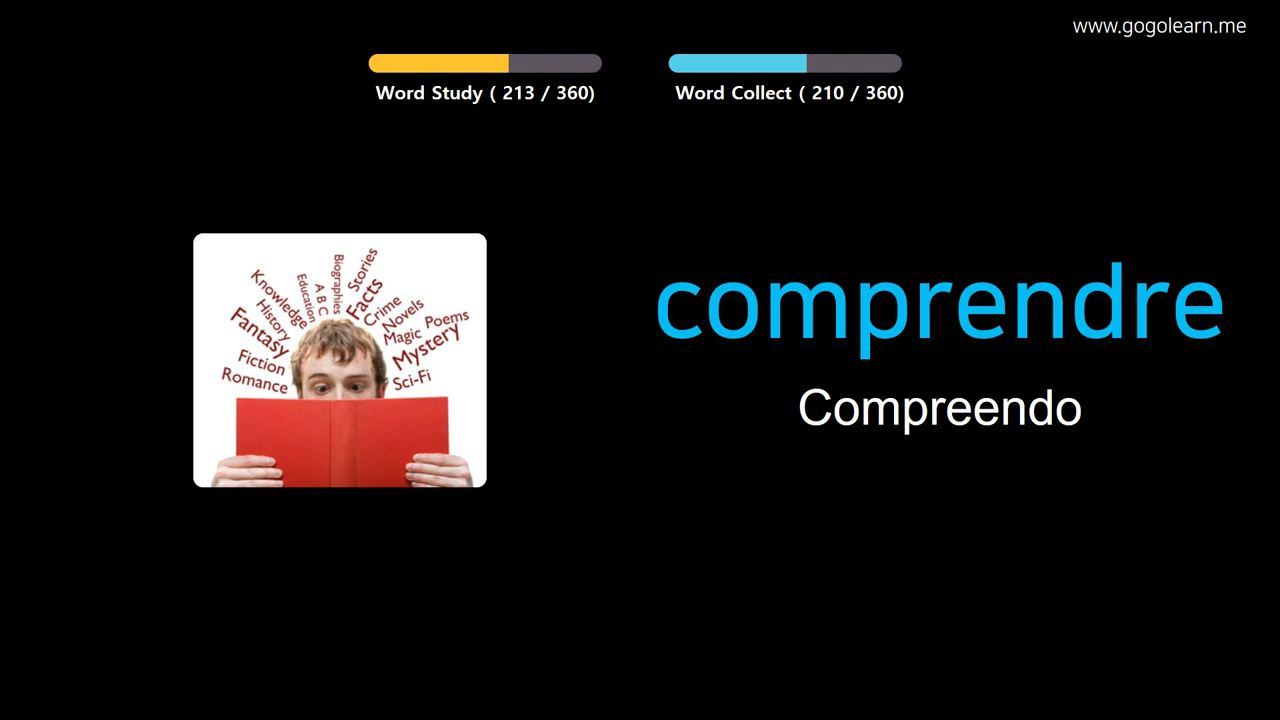 www.gogolearn.me
Word Study ( 213 / 360)
Word Collect ( 210 / 360)
comprendre
Compreendo
Knowledge
History
Fantasy
Fiction
Romance
Education
A B C
Biographies
Stories
Facts
Crime
Novels
Magic
Poems
Mystery
Sci-Fi